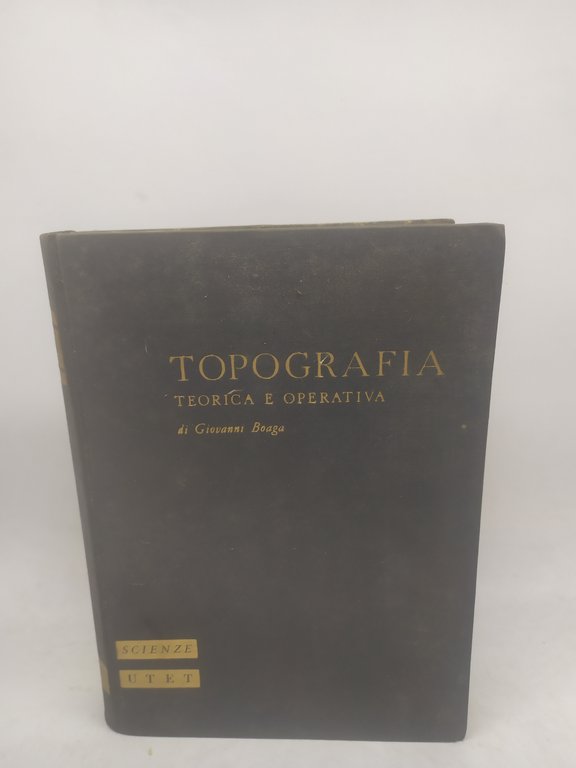 TOPOGRAFIA
TEORICA E OPERATIVA
di Giovanni Boaga
SCIENZE
UTET